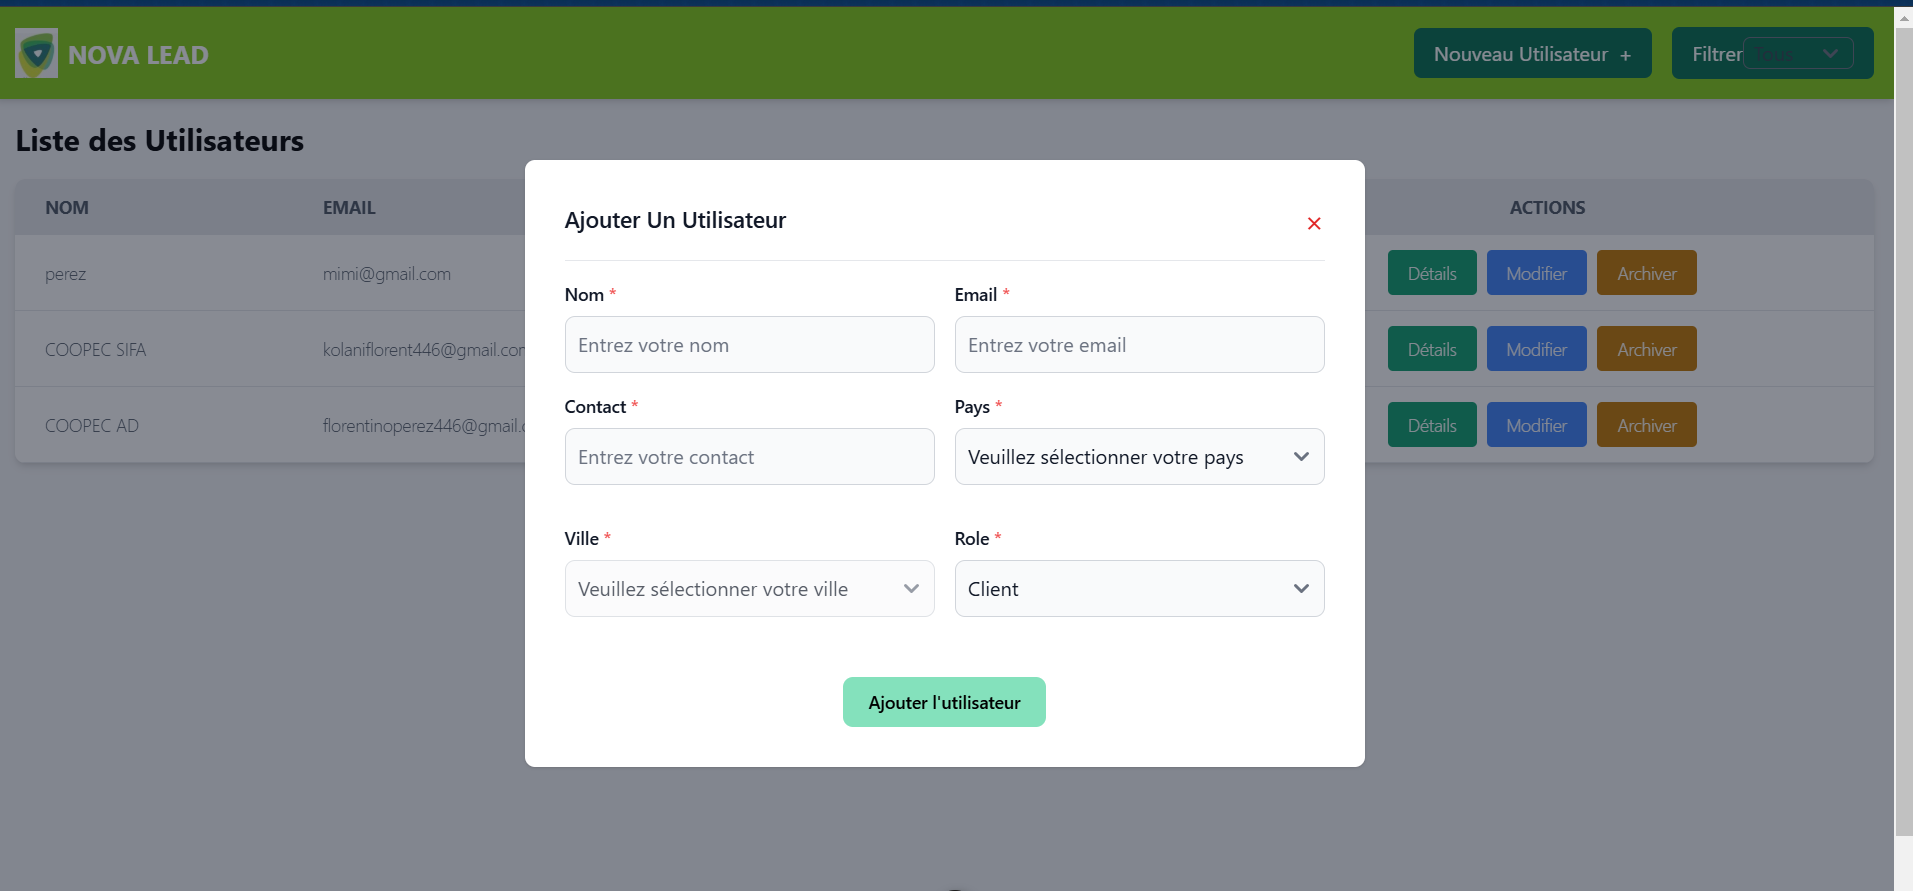 NOVA LEAD
Nouveau Utilisateur +
Filtrer Tous
Liste des Utilisateurs
NOM EMAIL ACTIONS
perez mimi@gmail.com Détails Modifier Archiver
COOPEC SIFA kolaniflorent446@gmail.con Détails Modifier Archiver
COOPEC AD florentinoperez446@gmail. Détails Modifier Archiver
Ajouter Un Utilisateur
Nom * Email *
Entrez votre nom Entrez votre email
Contact * Pays *
Entrez votre contact Veuillez sélectionner votre pays
Ville * Role *
Veuillez sélectionner votre ville Client
Ajouter l'utilisateur